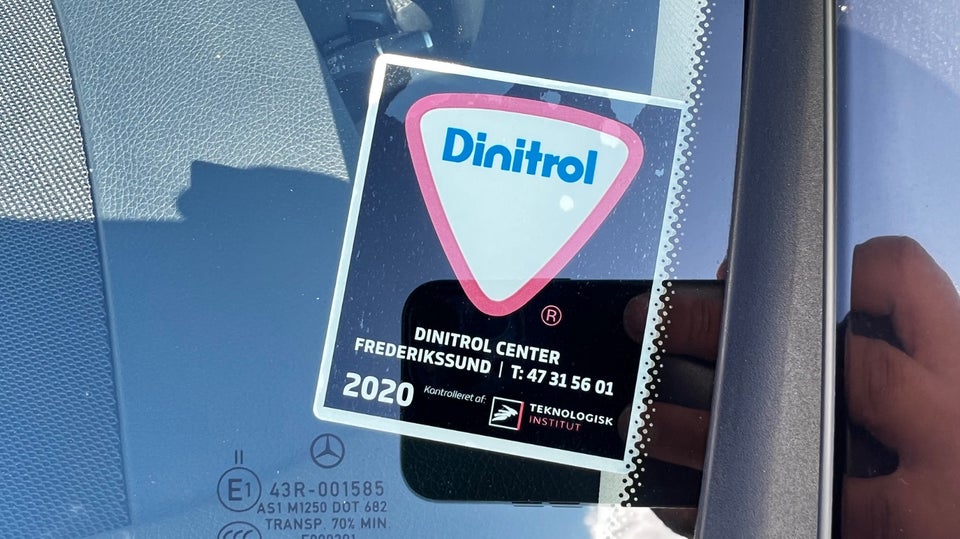 Dinitrol
®
DINITROL CENTER
FREDERIKSSUND | T: 47 31 56 01
2020 Kontrolleret af: TEKNOLOGISK
INSTITUT
II
E1 43R-001585
AS1 M1250 DOT 682
TRANSP. 70% MIN.